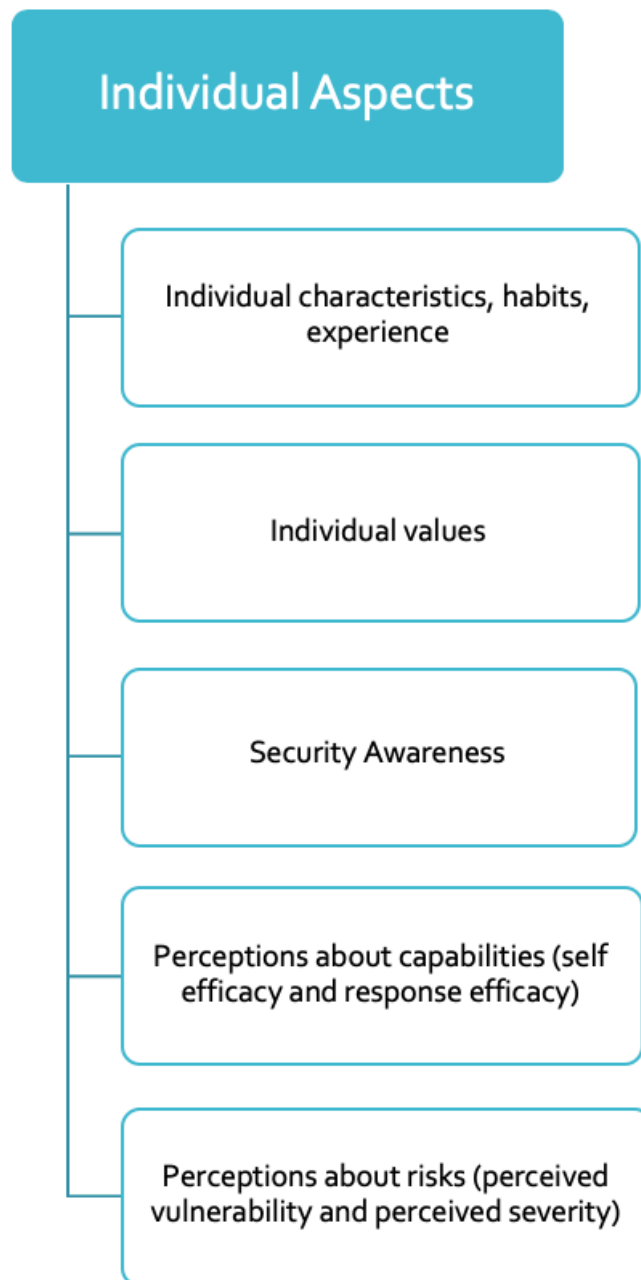 Individual Aspects
Individual characteristics, habits,
experience
Individual values
Security Awareness
Perceptions about capabilities (self
efficacy and response efficacy)
Perceptions about risks (perceived
vulnerability and perceived severity)